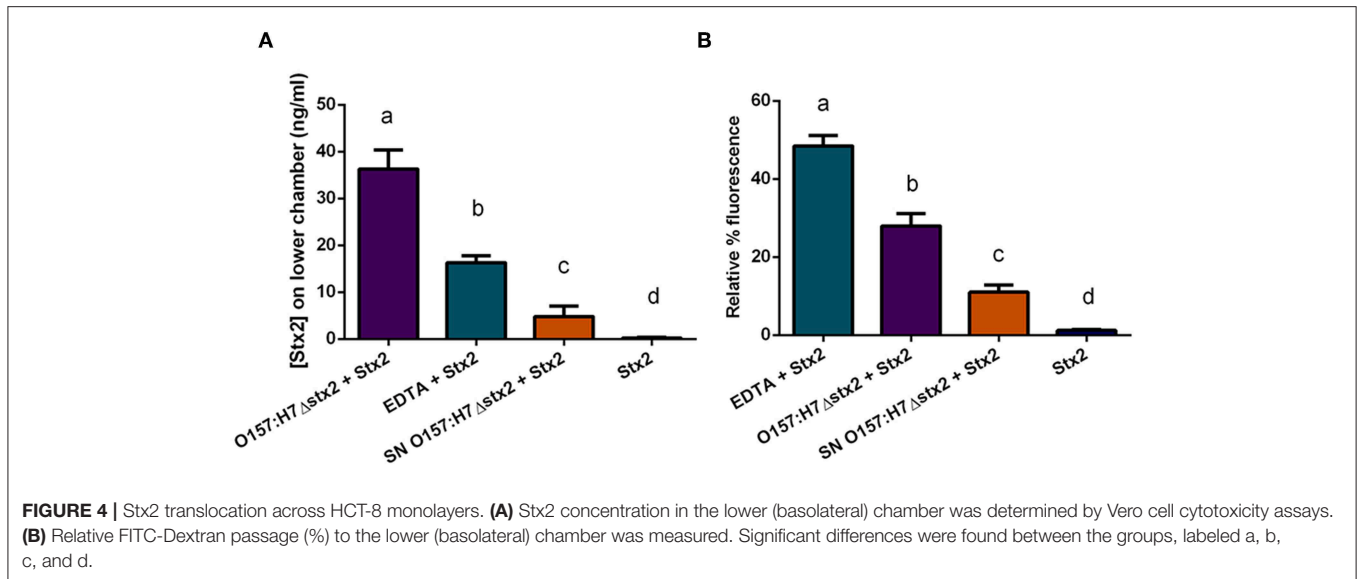 A
[Stx2] on lower chamber (ng/ml)
50
40
30
20
10
0
a
b
c
d
O157:H7△stx2 + Stx2
EDTA + Stx2
SN O157:H7△stx2 + Stx2
Stx2
B
Relative % fluorescence
60
40
20
0
a
b
c
d
EDTA + Stx2
O157:H7△stx2 + Stx2
SN O157:H7△stx2 + Stx2
Stx2
FIGURE 4 | Stx2 translocation across HCT-8 monolayers. (A) Stx2 concentration in the lower (basolateral) chamber was determined by Vero cell cytotoxicity assays.
(B) Relative FITC-Dextran passage (%) to the lower (basolateral) chamber was measured. Significant differences were found between the groups, labeled a, b,
c, and d.